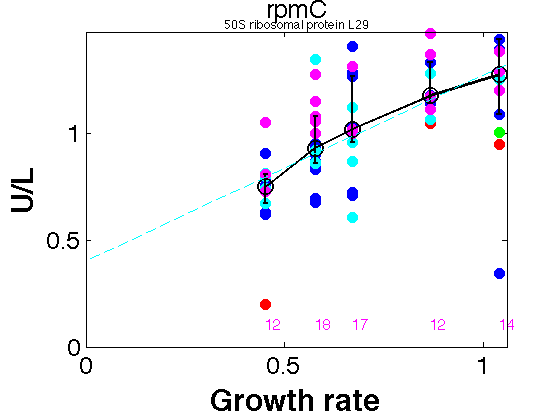 rpmC
50S ribosomal protein L29
1
0.5
0
U/L
12 18 17 12 14
0 0.5 1
Growth rate